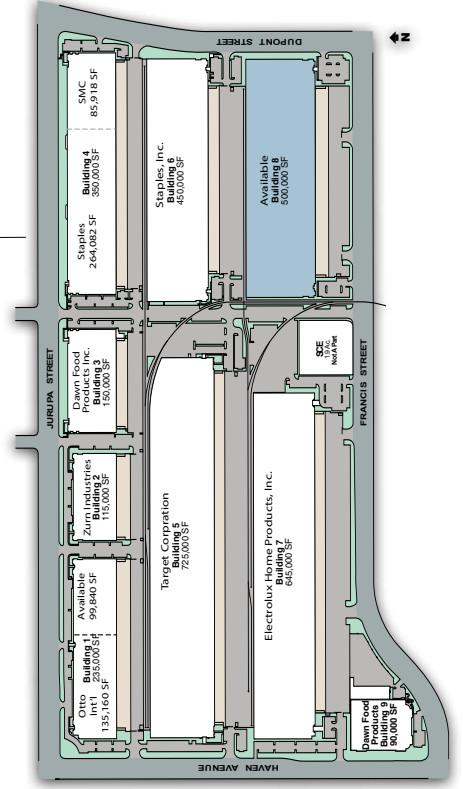 DUPONT STREET
N
SMC
85,918 SF
Building 4
350,000 SF
Staples
264,082 SF
Staples, Inc.
Building 6
450,000 SF
Available
Building 8
500,000 SF
JURUPA STREET
Dawn Food
Products Inc.
Building 3
150,000 SF
SCE
1.9 Ac.
Not A Part
FRANCIS STREET
Zurn Industries
Building 2
115,000 SF
Target Corpration
Building 5
725,000 SF
Electrolux Home Products, Inc.
Building 7
645,000 SF
Available
99,840 SF
Building 1
235,000 SF
Otto
Int'l
135,160 SF
Dawn Food
Products
Building 9
90,000 SF
HAVEN AVENUE